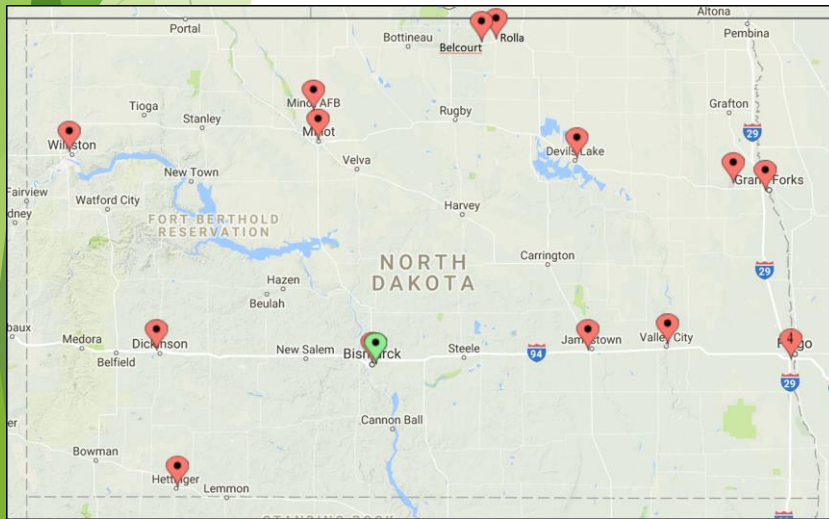 Portal
Bottineau
Belcourt
Rolla
Altona
Pembina
Tioga
Stanley
Minot AFB
Minot
Rugby
Grafton
29
Williston
Velva
Devils Lake
New Town
Grand Forks
Fairview
Watford City
FORT BERTHOLD
RESERVATION
Harvey
NORTH
DAKOTA
Carrington
29
Hazen
Beulah
Medora
Dickinson
Belfield
New Salem
Bismarck
Steele
94
Jamestown
Valley City
4
Fargo
29
Cannon Ball
Bowman
Hettinger
Lemmon